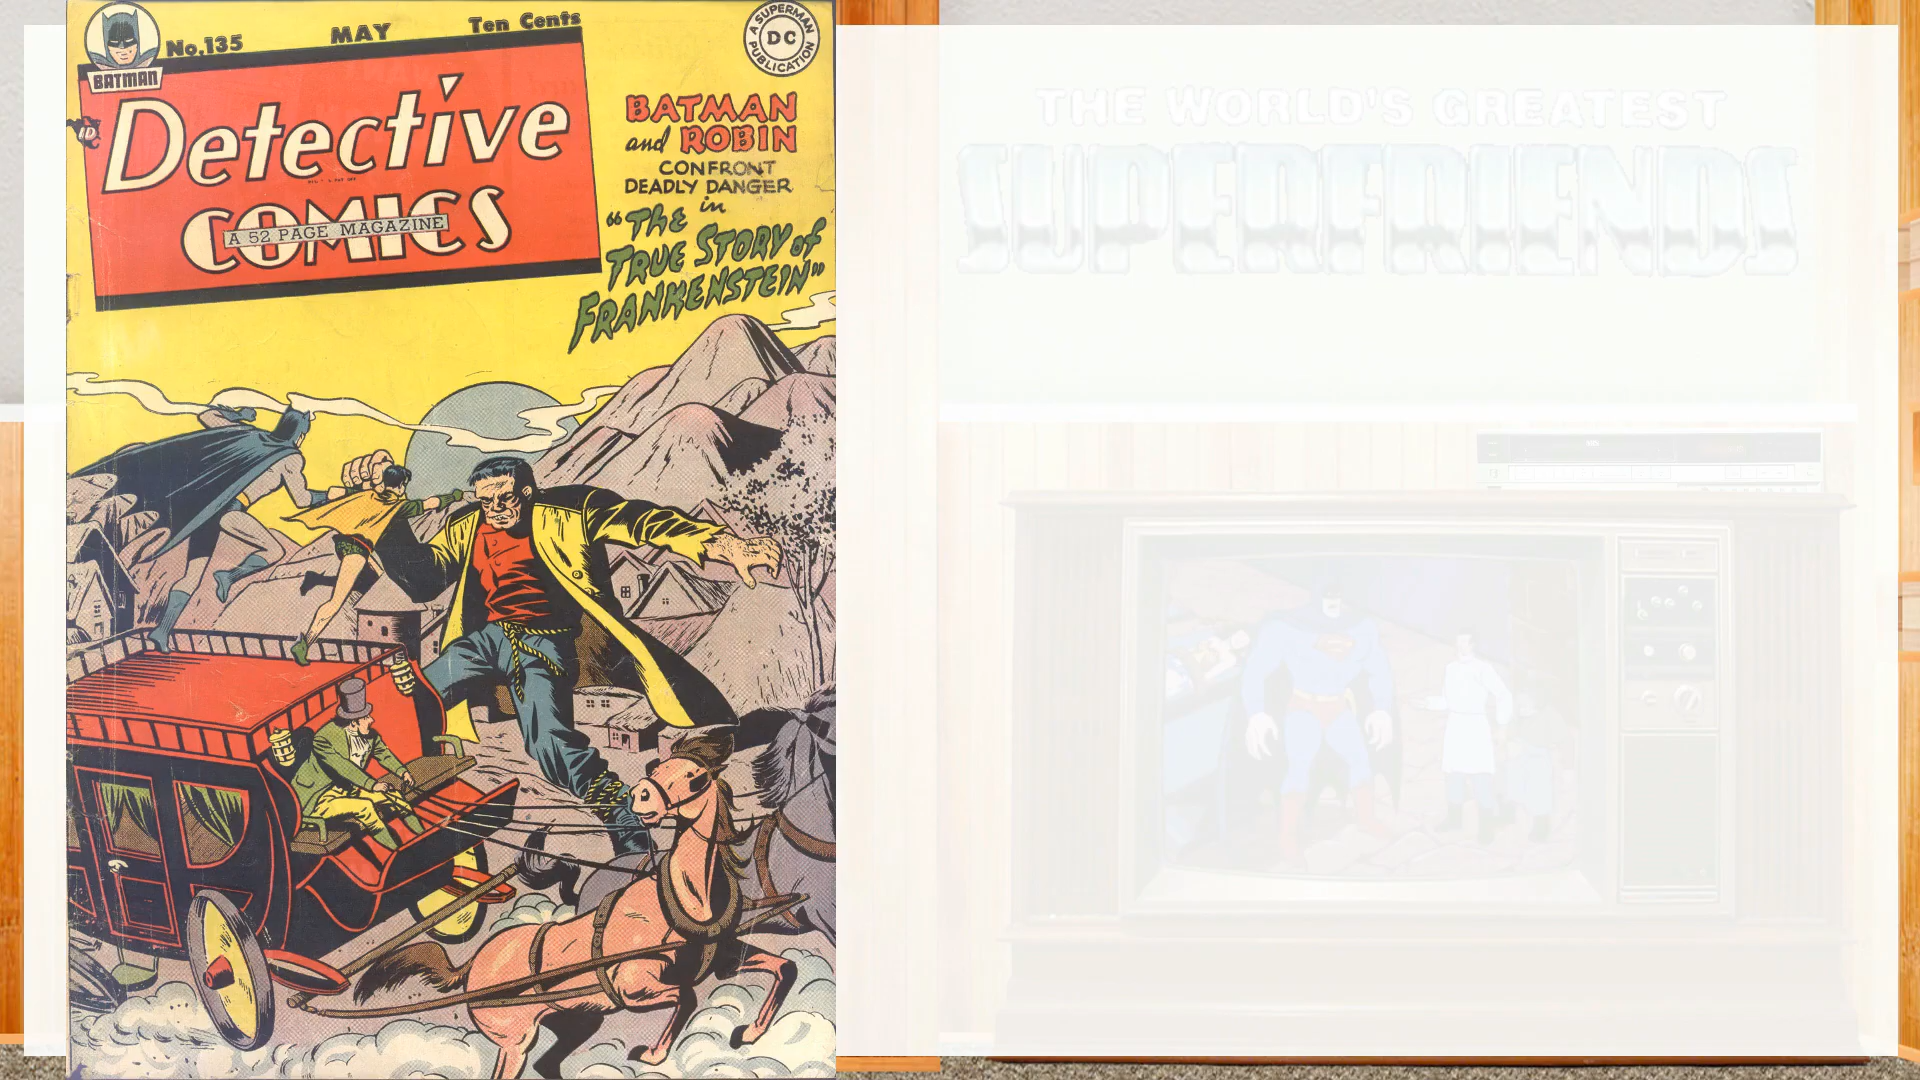 No.135
MAY
Ten Cents
BATMAN
A SUPERMAN
DC
PUBLICATION
Detective
COMICS
A 52 PAGE MAGAZINE
BATMAN
and ROBIN
CONFRONT
DEADLY DANGER
in
"THE
TRUE STORY of
FRANKENSTEIN"
THE WORLD'S GREATEST
SUPERFRIENDS